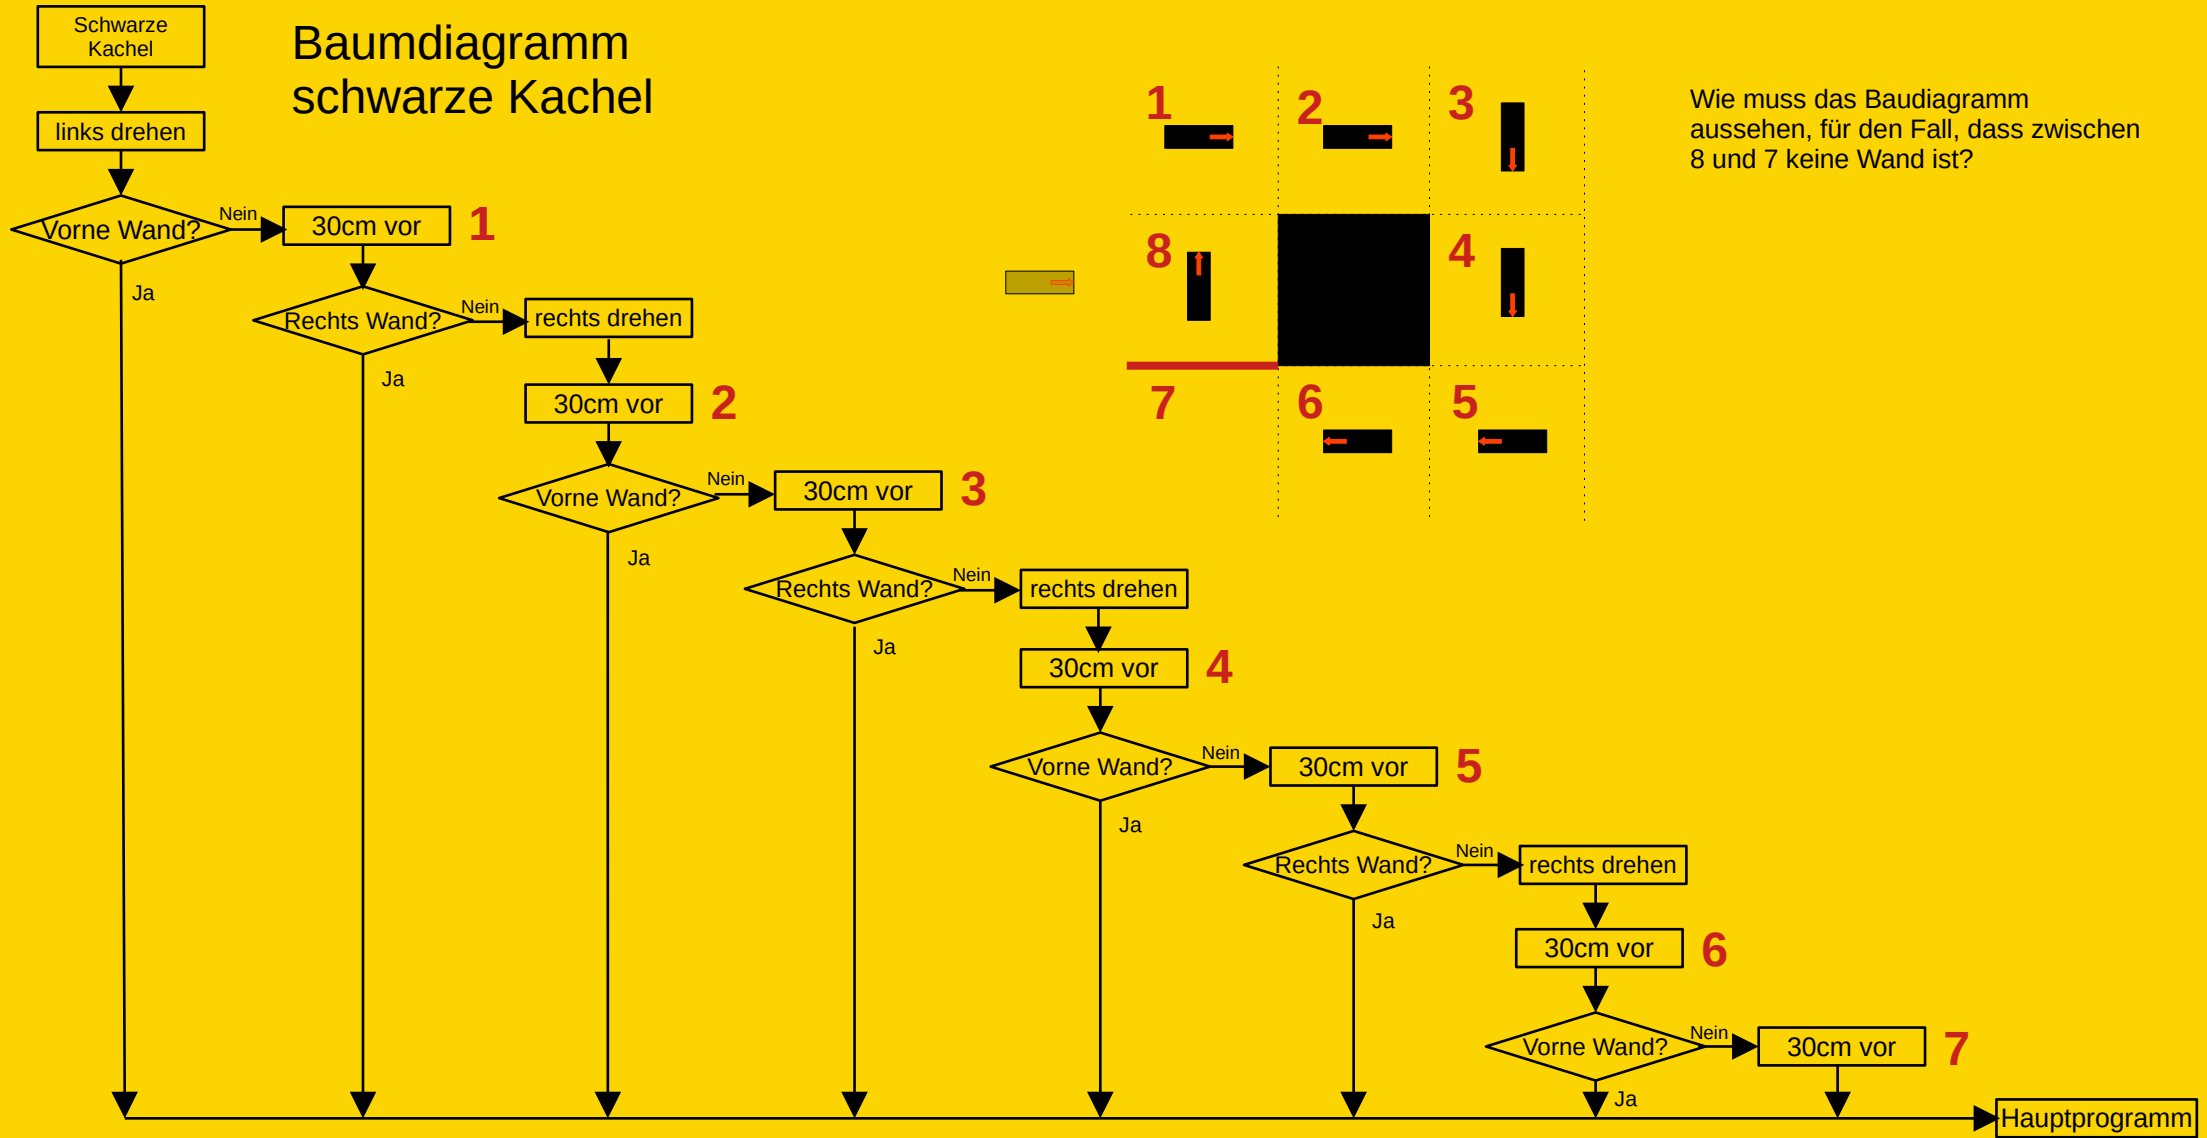 Schwarze
Kachel
Baumdiagramm
schwarze Kachel
links drehen
Vorne Wand?
Nein
30cm vor
1
Ja
Rechts Wand?
Nein
rechts drehen
Ja
30cm vor
2
Vorne Wand?
Nein
30cm vor
3
Ja
Rechts Wand?
Nein
rechts drehen
Ja
30cm vor
4
Vorne Wand?
Nein
30cm vor
5
Ja
Rechts Wand?
Nein
rechts drehen
Ja
30cm vor
6
Vorne Wand?
Nein
30cm vor
7
Ja
Hauptprogramm
1
2
3
8
4
7
6
5
Wie muss das Baudiagramm
aussehen, für den Fall, dass zwischen
8 und 7 keine Wand ist?